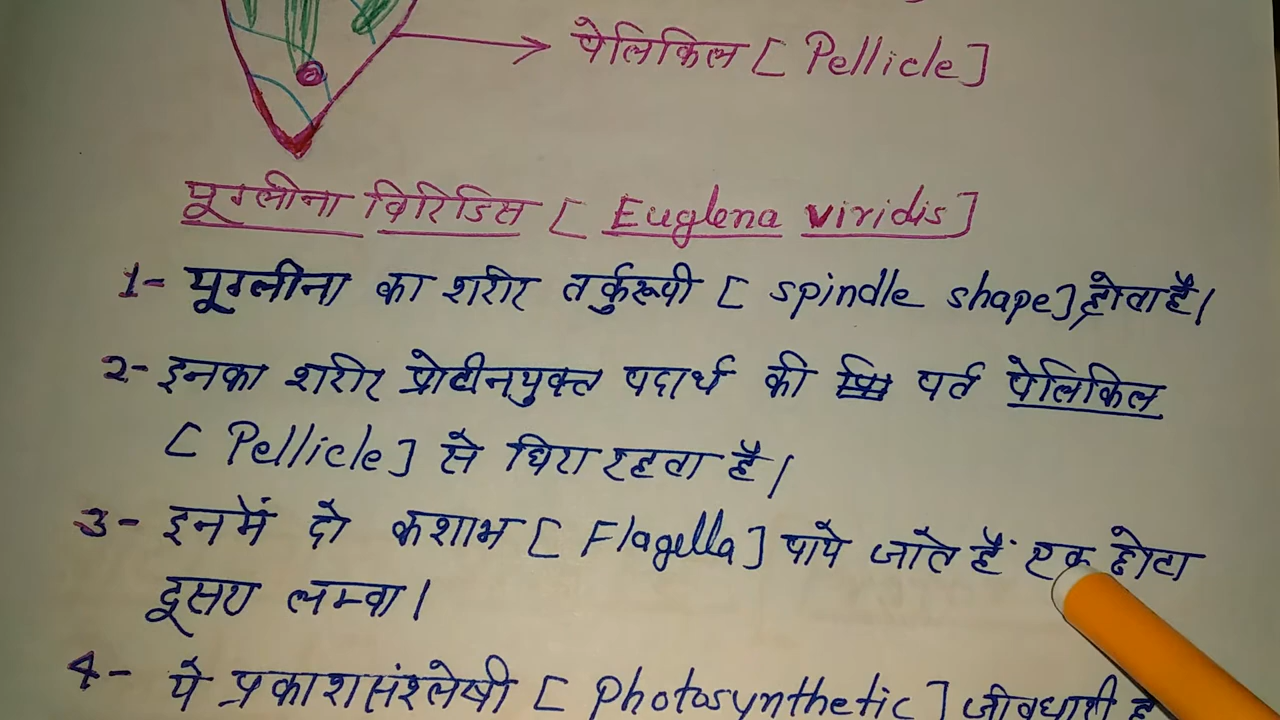 पेलिकिल [ Pellicle ]
यूग्लीना विरिडिस [ Euglena viridis ]
1- यूग्लीना का शरीर तर्कुरूपी [ spindle shape ] होता है।
2- इनका शरीर प्रोटीनयुक्त पदार्थ की पर्त पेलिकिल
[ Pellicle ] से घिरा रहता है।
3- इनमें दो कशाभ [ Flagella ] पाये जाते हैं एक छोटा
दूसरा लम्बा।
4- ये प्रकाशसंश्लेषी [ Photosynthetic ] जीवधारी